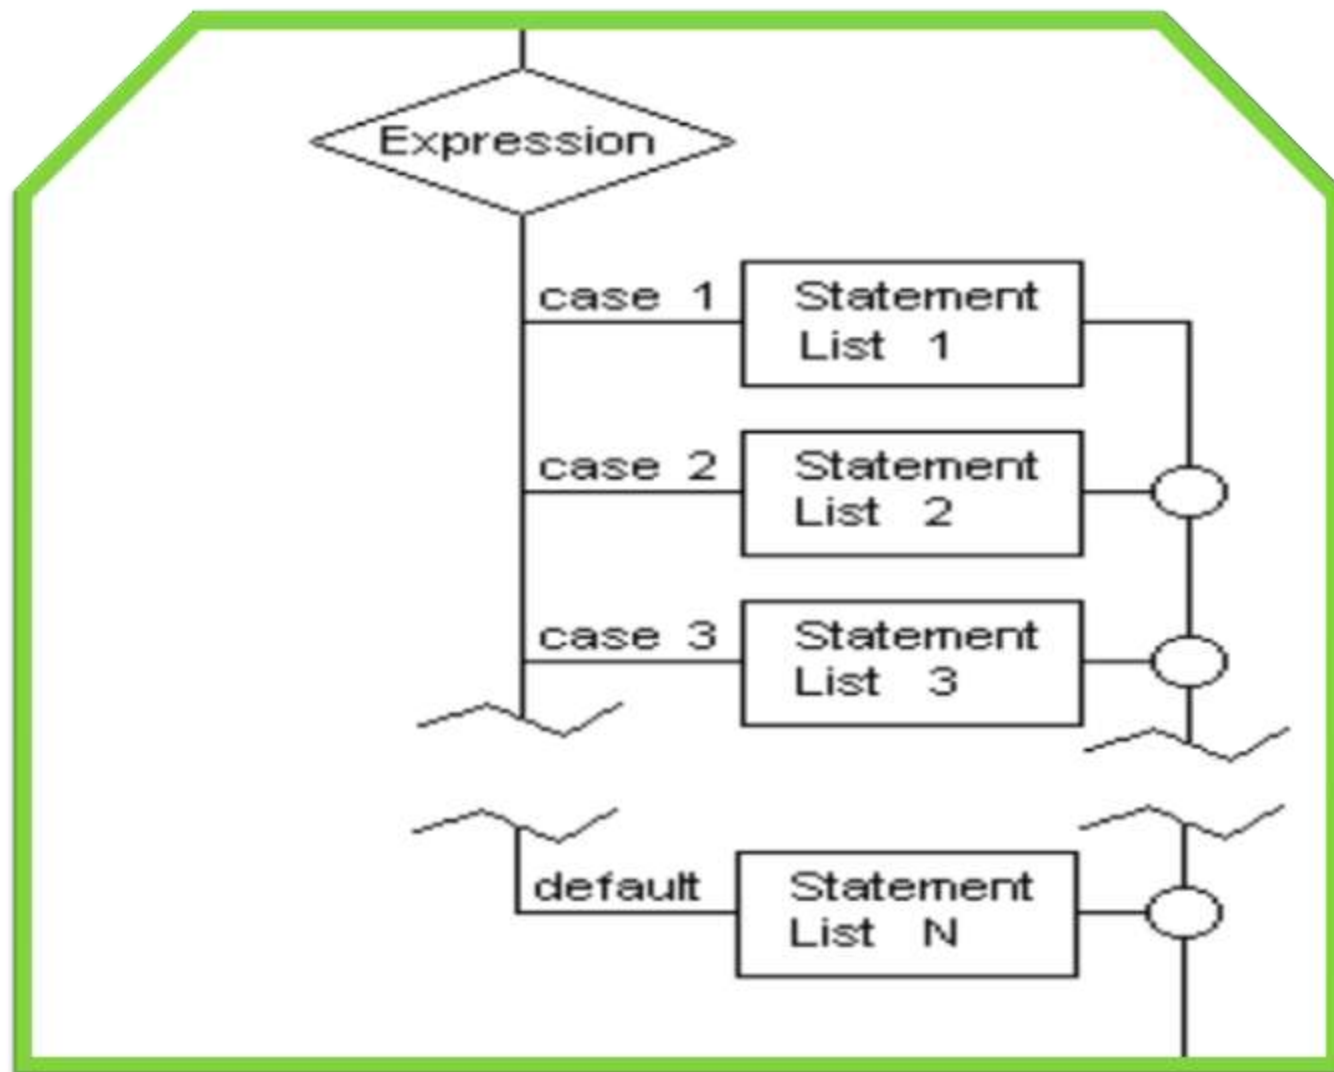 Expression
case 1
Statement
List 1
case 2
Statement
List 2
case 3
Statement
List 3
default
Statement
List N